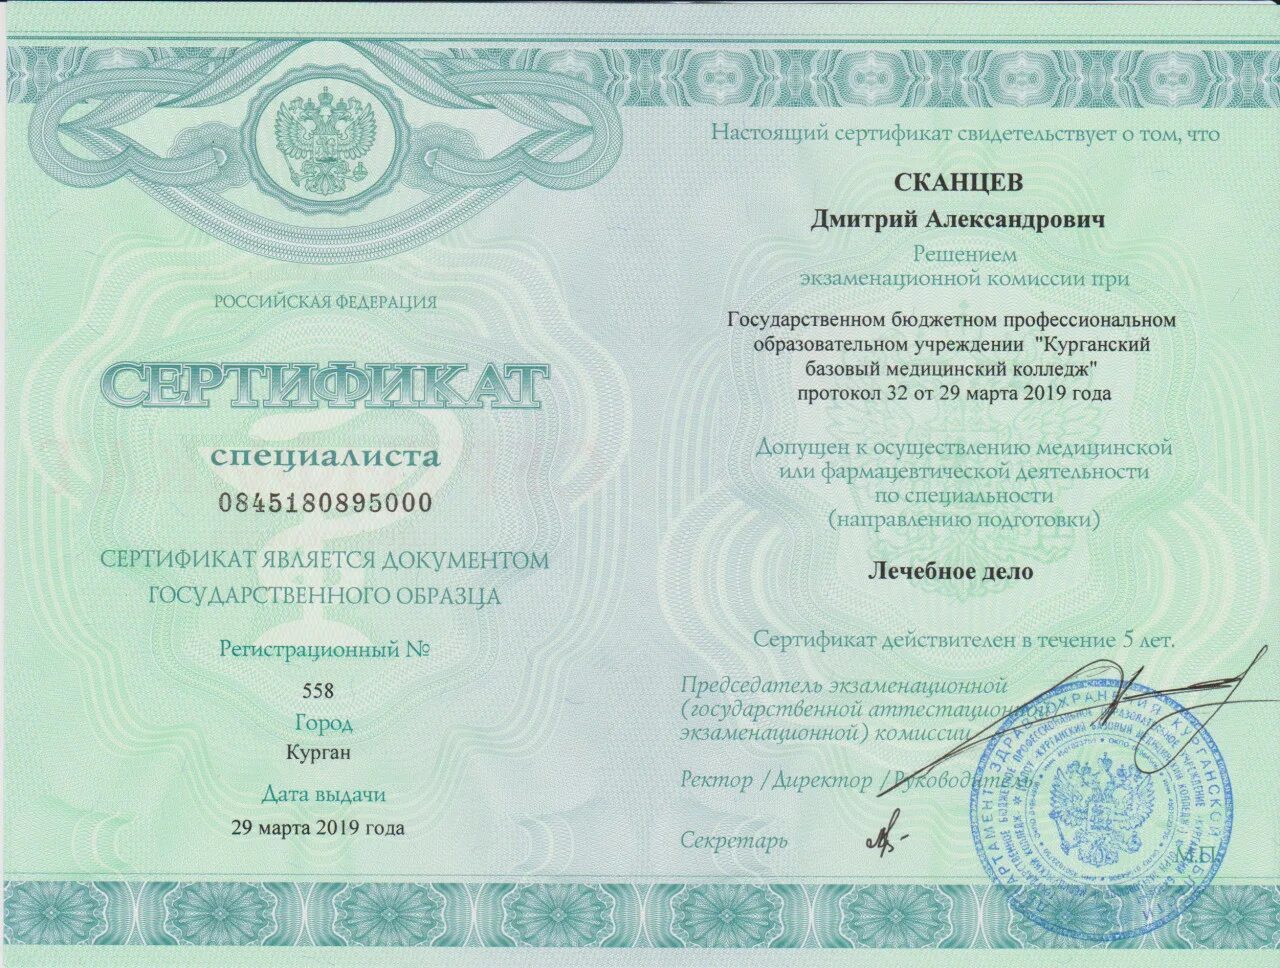 РОССИЙСКАЯ ФЕДЕРАЦИЯ
СЕРТИФИКАТ
специалиста
0845180895000
СЕРТИФИКАТ ЯВЛЯЕТСЯ ДОКУМЕНТОМ
ГОСУДАРСТВЕННОГО ОБРАЗЦА
Регистрационный №
558
Город
Курган
Дата выдачи
29 марта 2019 года
Настоящий сертификат свидетельствует о том, что
СКАНЦЕВ
Дмитрий Александрович
Решением
экзаменационной комиссии при
Государственном бюджетном профессиональном
образовательном учреждении "Курганский
базовый медицинский колледж"
протокол 32 от 29 марта 2019 года
Допущен к осуществлению медицинской
или фармацевтической деятельности
по специальности
(направлению подготовки)
Лечебное дело
Сертификат действителен в течение 5 лет.
Председатель экзаменационной
(государственной аттестационной)
экзаменационной) комиссии
Ректор /Директор /Руководитель
Секретарь
М.П.